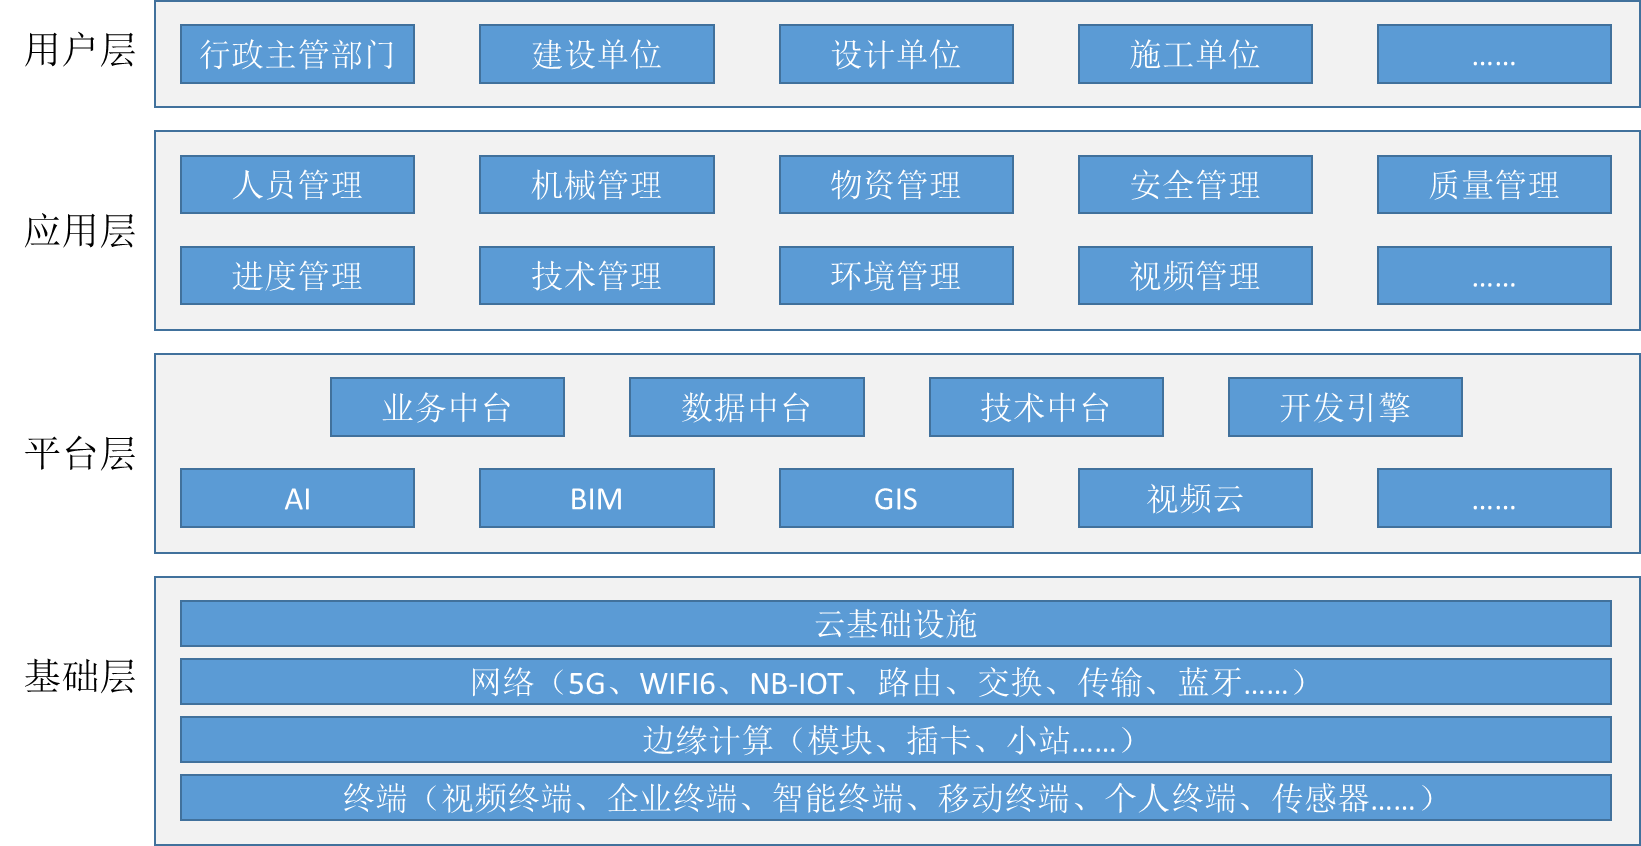 用户层
行政主管部门
建设单位
设计单位
施工单位
……
应用层
人员管理
机械管理
物资管理
安全管理
质量管理
进度管理
技术管理
环境管理
视频管理
……
平台层
业务中台
数据中台
技术中台
开发引擎
AI
BIM
GIS
视频云
……
基础层
云基础设施
网络（5G、WIFI6、NB-IOT、路由、交换、传输、蓝牙……）
边缘计算（模块、插卡、小站……）
终端（视频终端、企业终端、智能终端、移动终端、个人终端、传感器……）